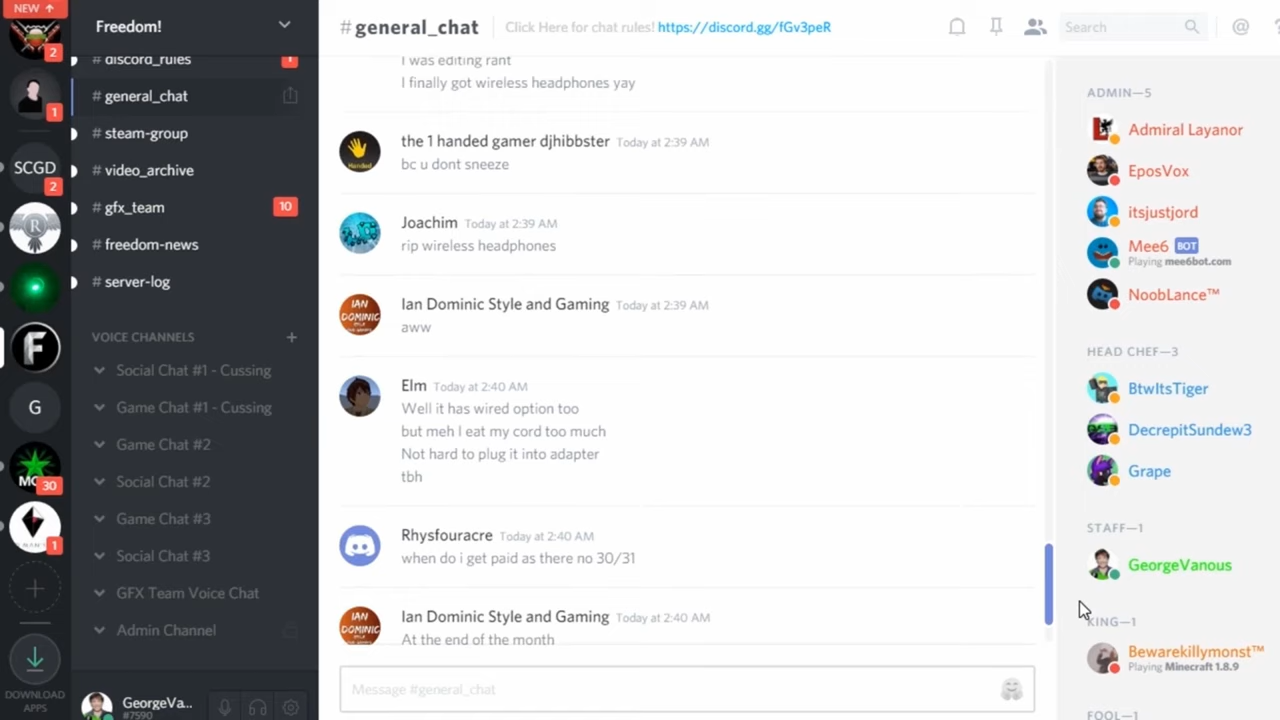 NEW ↑
2
1
SCGD
2
R
F
G
30
1
DOWNLOAD
APPS
Freedom!
# discord_rules
# general_chat
# steam-group
# video_archive
# gfx_team 10
# freedom-news
# server-log
VOICE CHANNELS +
Social Chat #1 - Cussing
Game Chat #1 - Cussing
Game Chat #2
Social Chat #2
Game Chat #3
Social Chat #3
GFX Team Voice Chat
Admin Channel
GeorgeVa...
#7590
#general_chat Click Here for chat rules! https://discord.gg/fGv3peR
Search @
I was editing rant
I finally got wireless headphones yay
the 1 handed gamer djhibbster Today at 2:39 AM
bc u dont sneeze
Joachim Today at 2:39 AM
rip wireless headphones
IAN
DOMINIC
Ian Dominic Style and Gaming Today at 2:39 AM
aww
Elm Today at 2:40 AM
Well it has wired option too
but meh I eat my cord too much
Not hard to plug it into adapter
tbh
Rhysfouracre Today at 2:40 AM
when do i get paid as there no 30/31
IAN
DOMINIC
Ian Dominic Style and Gaming Today at 2:40 AM
At the end of the month
Message #general_chat
ADMIN—5
Admiral Layanor
EposVox
itsjustjord
Mee6 BOT
Playing mee6bot.com
NoobLance™
HEAD CHEF—3
BtwItsTiger
DecrepitSundew3
Grape
STAFF—1
GeorgeVanous
KING—1
Bewarekillymonst™
Playing Minecraft 1.8.9
FOOL—1